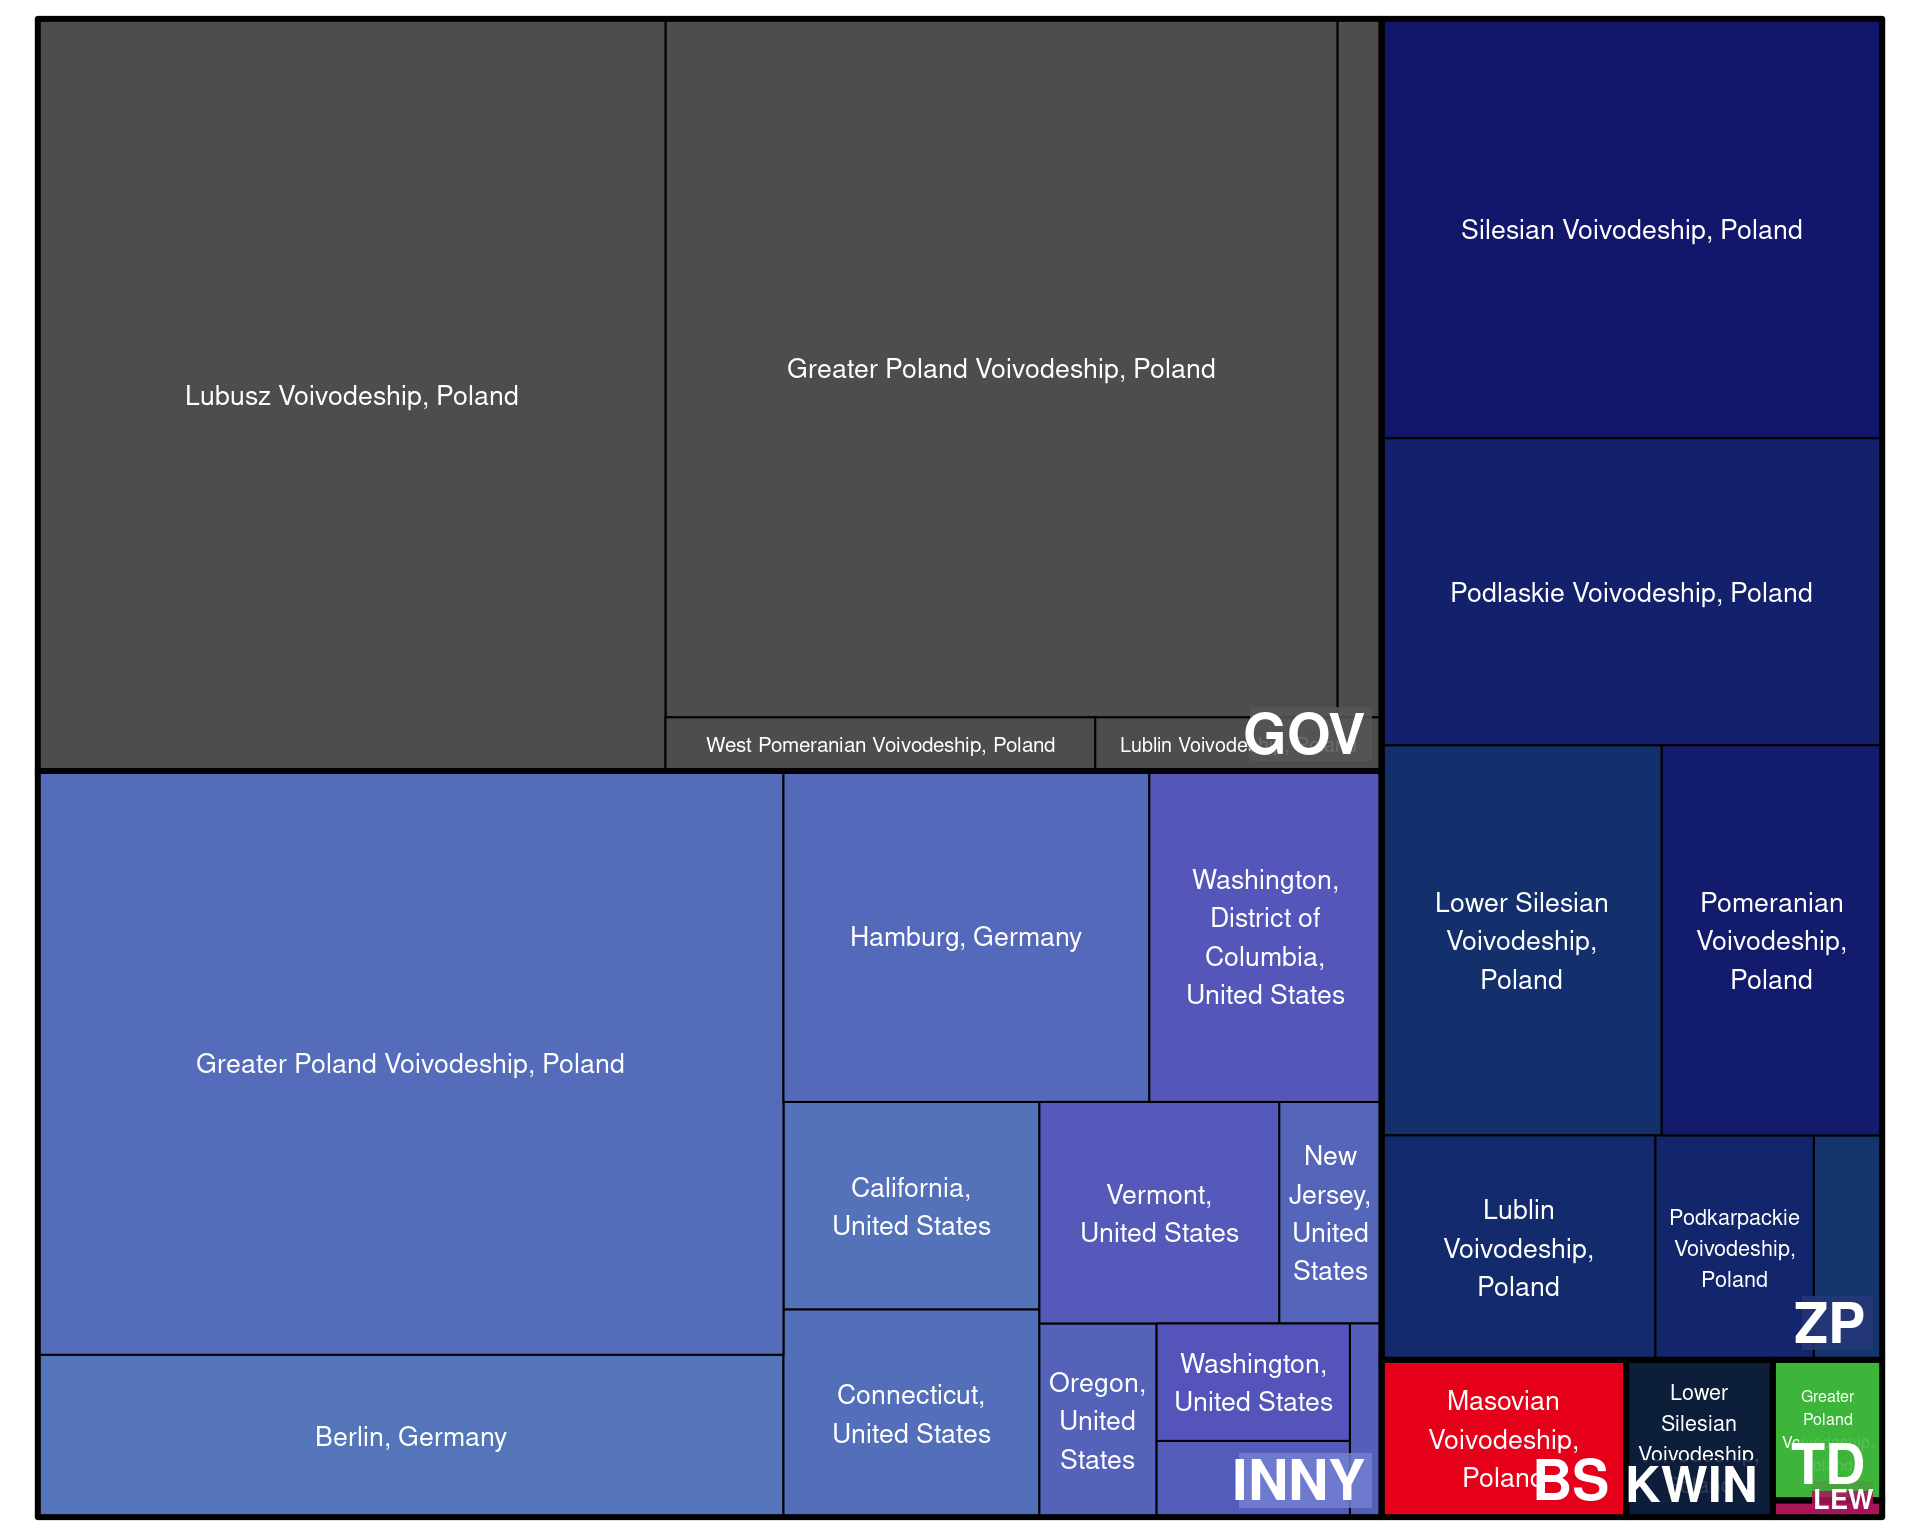 Lubusz Voivodeship, Poland
Greater Poland Voivodeship, Poland
West Pomeranian Voivodeship, Poland
Lublin Voivodeship, Poland
GOV
Silesian Voivodeship, Poland
Podlaskie Voivodeship, Poland
Lower Silesian
Voivodeship,
Poland
Pomeranian
Voivodeship,
Poland
Lublin
Voivodeship,
Poland
Podkarpackie
Voivodeship,
Poland
ZP
Greater Poland Voivodeship, Poland
Berlin, Germany
Hamburg, Germany
Washington,
District of
Columbia,
United States
California,
United States
Connecticut,
United States
Vermont,
United States
New
Jersey,
United
States
Oregon,
United
States
Washington,
United States
INNY
Masovian
Voivodeship,
Poland
BS
Lower
Silesian
Voivodeship,
KWIN
Greater
Poland
Voivodeship,
TD
LEW